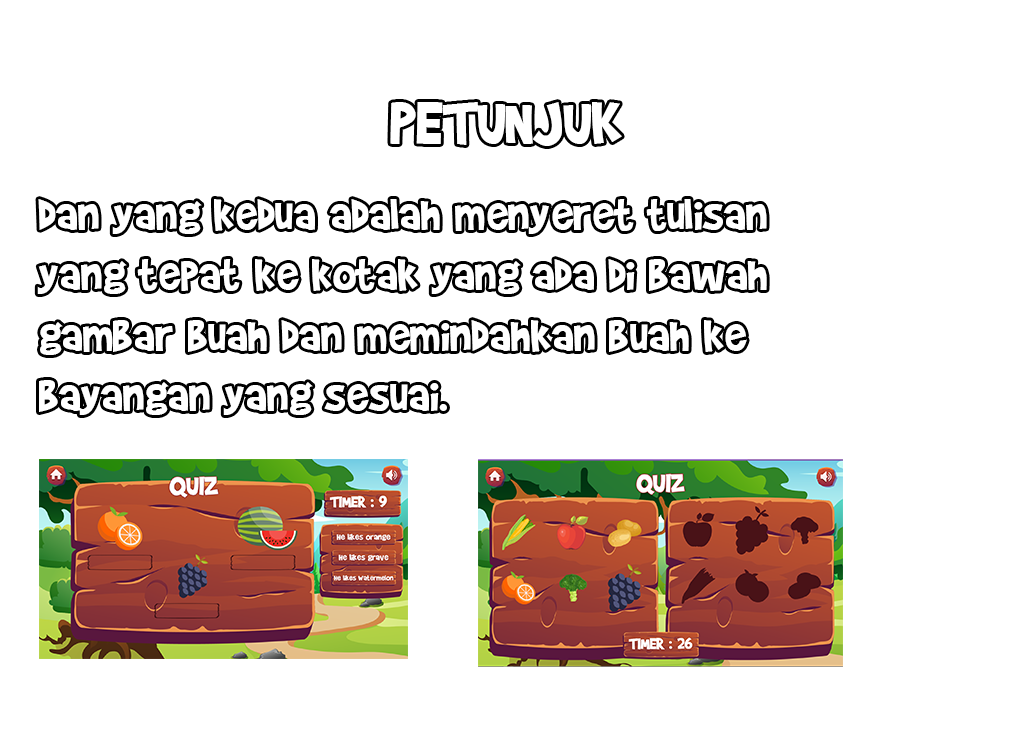 PETUNJUK
Dan yang kedua adalah menyeret tulisan
yang tepat ke kotak yang ada di bawah
gambar buah dan memindahkan buah ke
Bayangan yang sesuai.
QUIZ
TIMER : 9
He likes orange
He likes grave
He likes watermelon
QUIZ
TIMER : 26